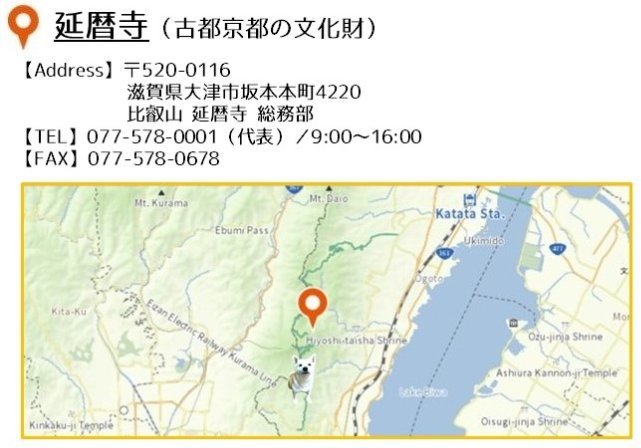 延暦寺（古都京都の文化財）
【Address】〒520-0116
滋賀県大津市坂本本町4220
比叡山 延暦寺 総務部
【TEL】077-578-0001（代表）／9:00～16:00
【FAX】077-578-0678
Mt. Kurama
Mt. Daio
Katata Sta.
Ebumi Pass
Ukimido
161
477
Ogoto
Kita-Ku
Eizan Electric Railway Kurama Line
Hiyoshi-taisha Shrine
Ozu-jinja Shrine
Ashiura Kannon-ji Temple
Lake Biwa
Kinkaku-ji Temple
Oisugi-jinja Shrine